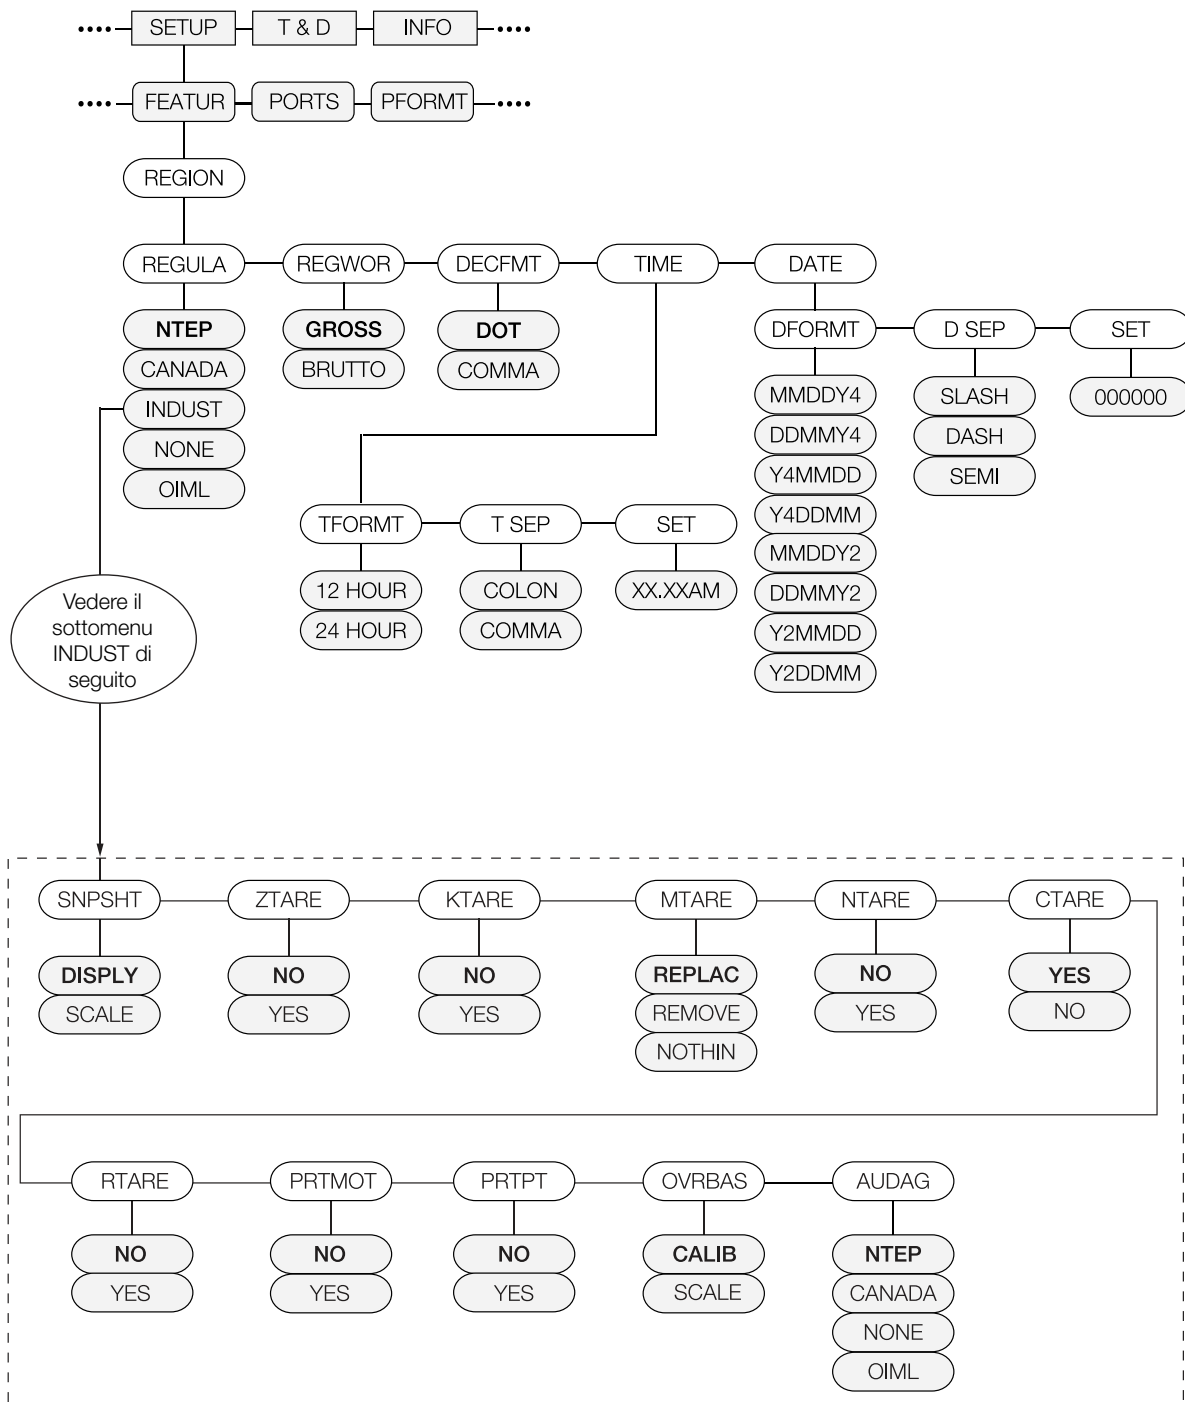 SETUP T & D INFO
FEATUR PORTS PFORMT
REGION
REGULA REGWOR DECFMT TIME DATE
NTEP GROSS DOT DFORMT D SEP SET
CANADA BRUTTO COMMA MMDDY4 SLASH 000000
INDUST DDMMY4 DASH
NONE Y4MMDD SEMI
OIML Y4DDMM
TFORMT T SEP SET MMDDY2
12 HOUR COLON XX.XXAM DDMMY2
24 HOUR COMMA Y2MMDD
Y2DDMM
Vedere il
sottomenu
INDUST di
seguito
SNPSHT ZTARE KTARE MTARE NTARE CTARE
DISPLY NO NO REPLAC NO YES
SCALE YES YES REMOVE YES NO
NOTHIN
RTARE PRTMOT PRTPT OVRBAS AUDAG
NO NO NO CALIB NTEP
YES YES YES SCALE CANADA
NONE
OIML